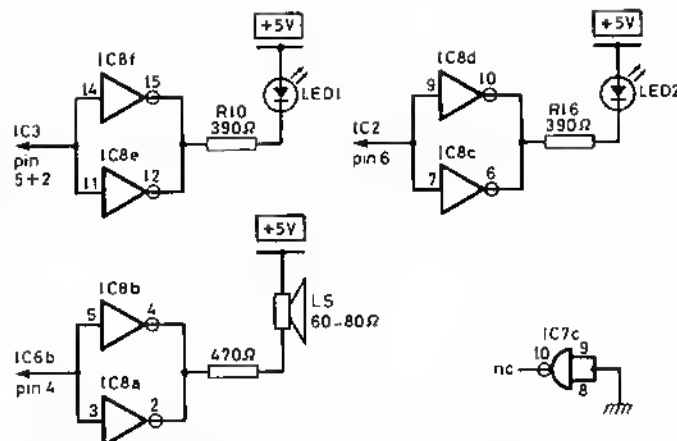 +5V
IC8f
14
15
LED1
R10
390Ω
IC3
pin
5+2
IC8e
11
12
+5V
IC8d
9
10
LED2
R16
390Ω
IC2
pin 6
IC8c
7
6
+5V
IC8b
5
4
LS
60-80Ω
470Ω
IC6b
pin 4
IC8a
3
2
IC7c
10
9
8
nc